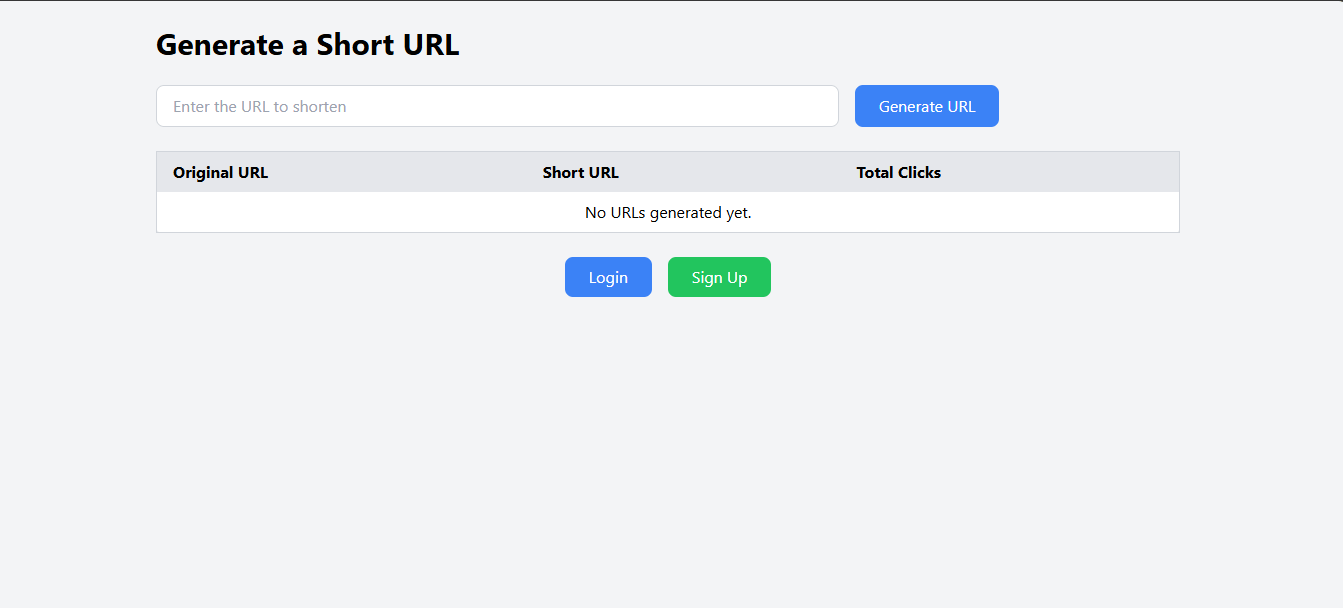 Generate a Short URL
Enter the URL to shorten
Generate URL
Original URL Short URL Total Clicks
No URLs generated yet.
Login Sign Up